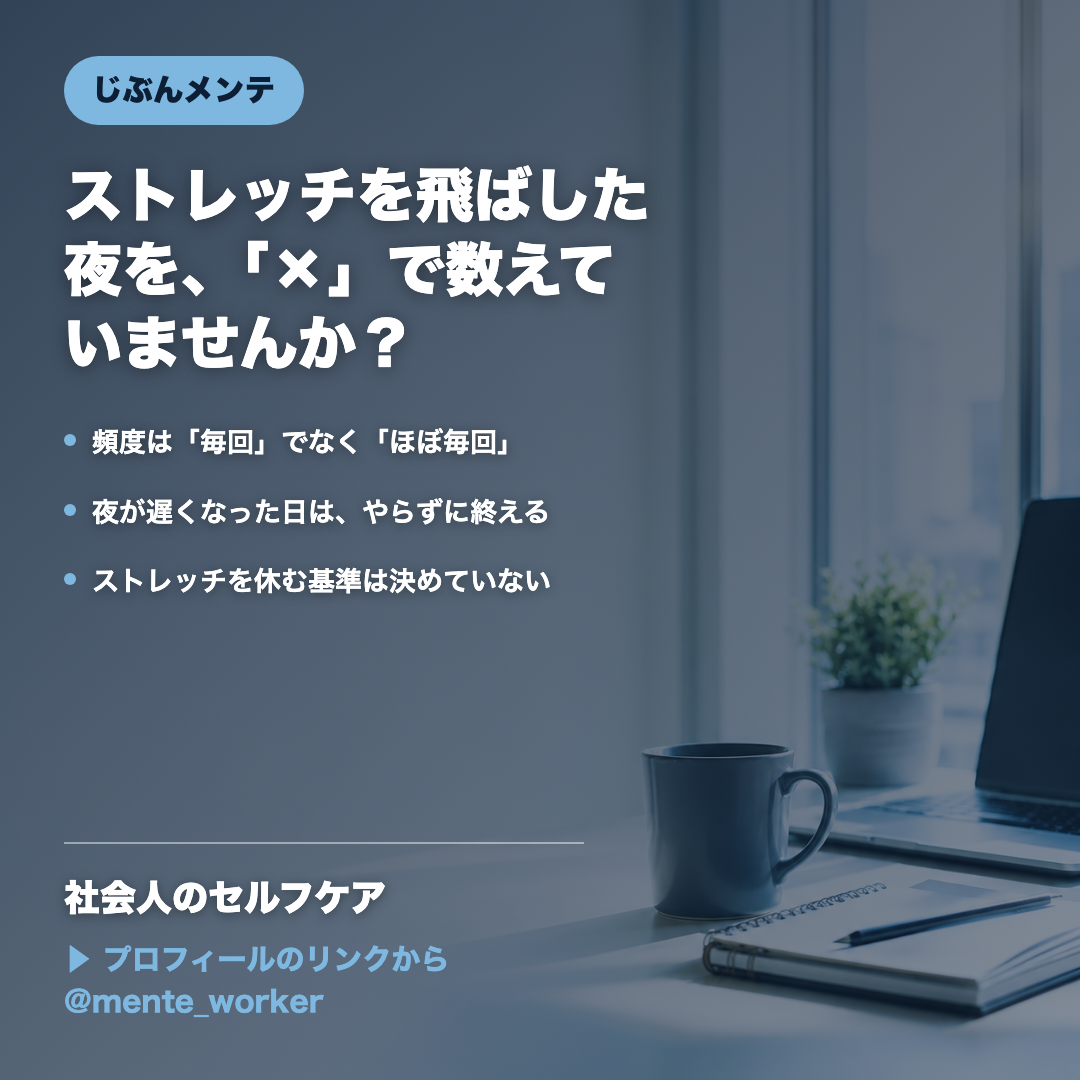 じぶんメンテ
ストレッチを飛ばした
夜を、「×」で数えて
いませんか？
• 頻度は「毎回」でなく「ほぼ毎回」
• 夜が遅くなった日は、やらずに終える
• ストレッチを休む基準は決めていない
社会人のセルフケア
▶ プロフィールのリンクから
@mente_worker